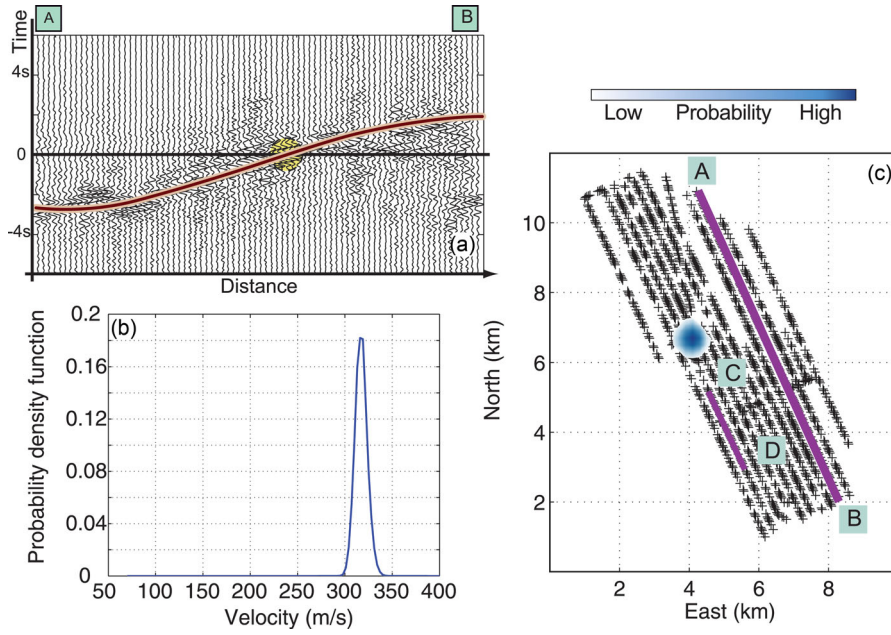 A
B
Time
4s
0
-4s
(a)
Distance
(b)
0.2
0.16
0.12
0.08
0.04
0
Probability density function
50 100 150 200 250 300 350 400
Velocity (m/s)
Low Probability High
(c)
A
10
8
6
4
2
North (km)
C
D
B
2 4 6 8
East (km)